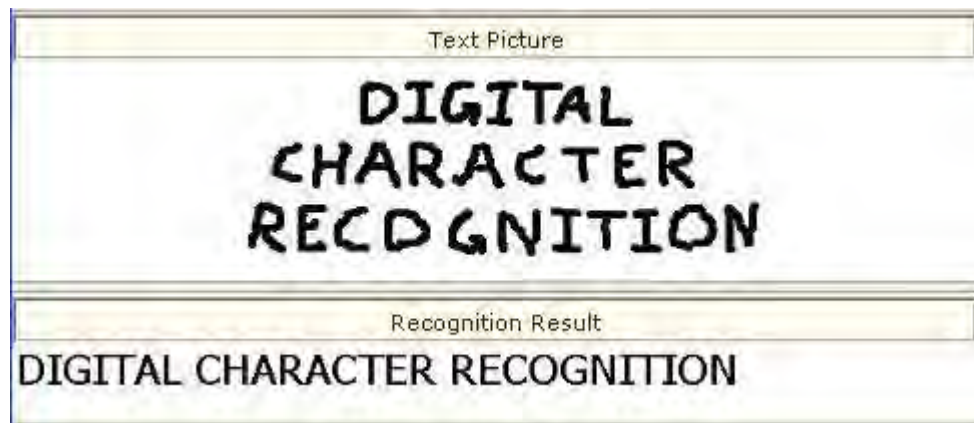 Text Picture
DIGITAL
CHARACTER
RECOGNITION
Recognition Result
DIGITAL CHARACTER RECOGNITION